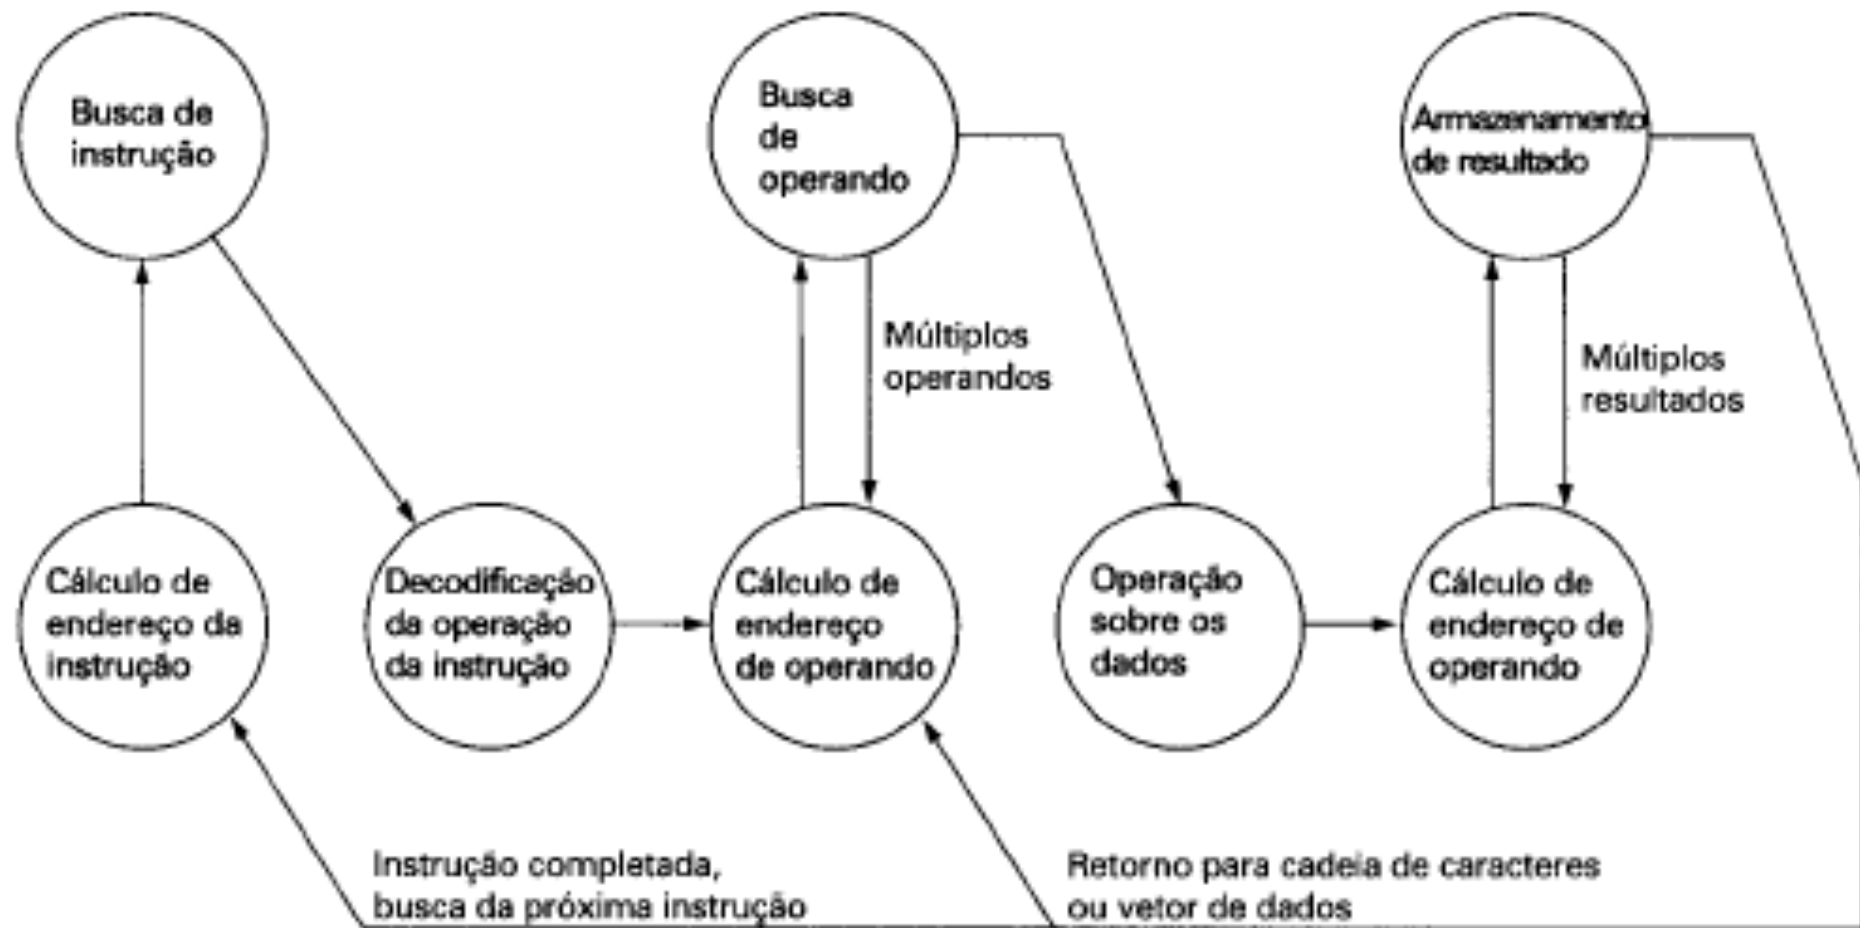 Busca de
instrução
Busca
de
operando
Armazenamento
de resultado
Múltiplos
operandos
Múltiplos
resultados
Cálculo de
endereço da
instrução
Decodificação
da operação
da instrução
Cálculo de
endereço
de operando
Operação
sobre os
dados
Cálculo de
endereço de
operando
Instrução completada,
busca da próxima instrução
Retorno para cadeia de caracteres
ou vetor de dados